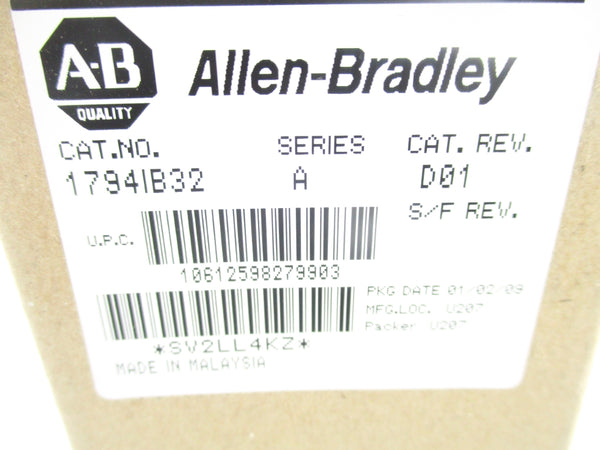 A-B
QUALITY
Allen-Bradley
CAT.NO. SERIES CAT. REV.
1794IB32 A D01
S/F REV.
U.P.C.
10612598279903
PKG DATE 01/02/09
MFG.LOC. U207
Packer U207
*SV2LL4KZ*
MADE IN MALAYSIA